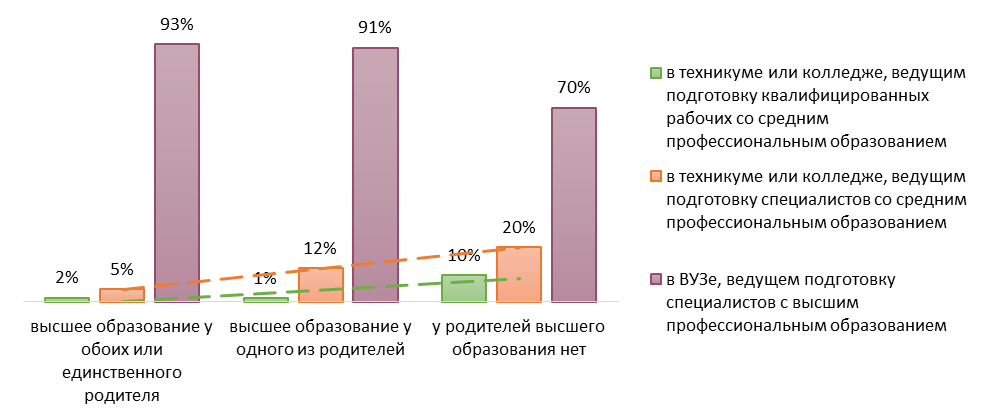 93%
91%
70%
2%
5%
1%
12%
10%
20%
высшее образование у
обоих или
единственного
родителя
высшее образование у
одного из родителей
у родителей высшего
образования нет
в техникуме или колледже, ведущим
подготовку квалифицированных
рабочих со средним
профессиональным образованием
в техникуме или колледже, ведущим
подготовку специалистов со средним
профессиональным образованием
в ВУЗе, ведущем подготовку
специалистов с высшим
профессиональным образованием